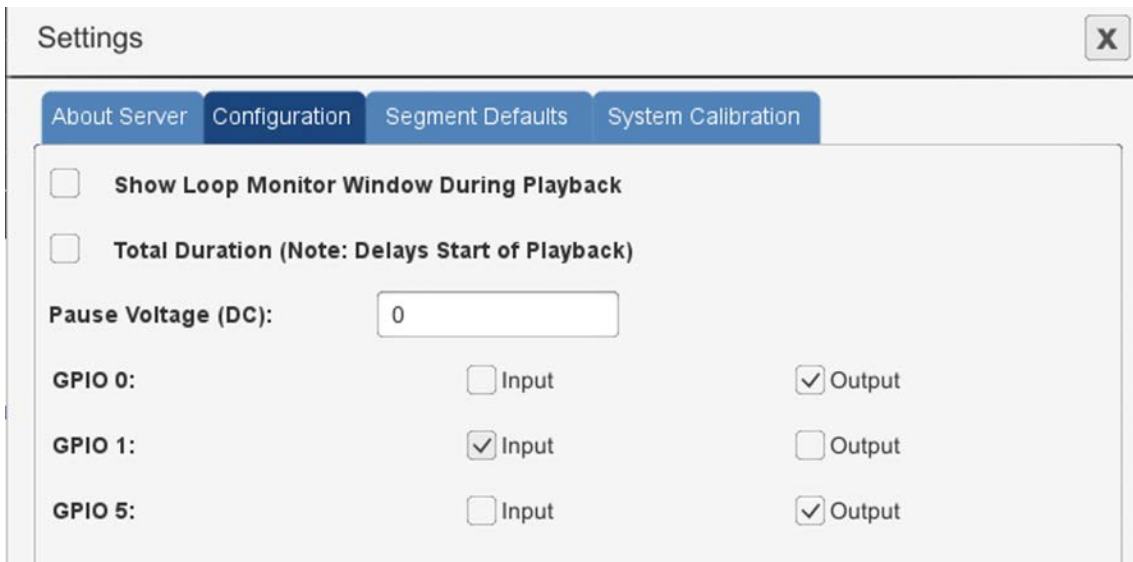 Settings X
About Server Configuration Segment Defaults System Calibration
Show Loop Monitor Window During Playback
Total Duration (Note: Delays Start of Playback)
Pause Voltage (DC): 0
GPIO 0: Input Output
GPIO 1: Input Output
GPIO 5: Input Output